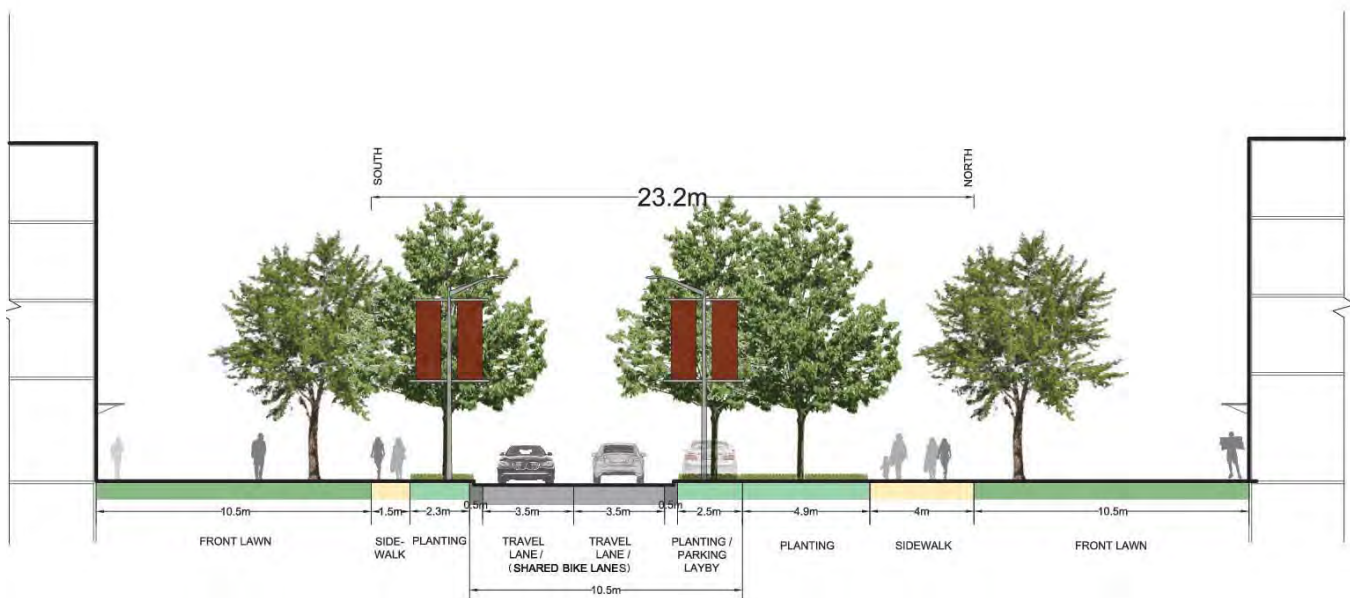 SOUTH
NORTH
23.2m
0.5m
0.5m
10.5m
1.5m
2.3m
3.5m
3.5m
2.5m
4.9m
4m
10.5m
FRONT LAWN
SIDE-
WALK
PLANTING
TRAVEL
LANE /
(SHARED BIKE LANES)
TRAVEL
LANE /
PLANTING /
PARKING
LAYBY
PLANTING
SIDEWALK
FRONT LAWN
10.5m